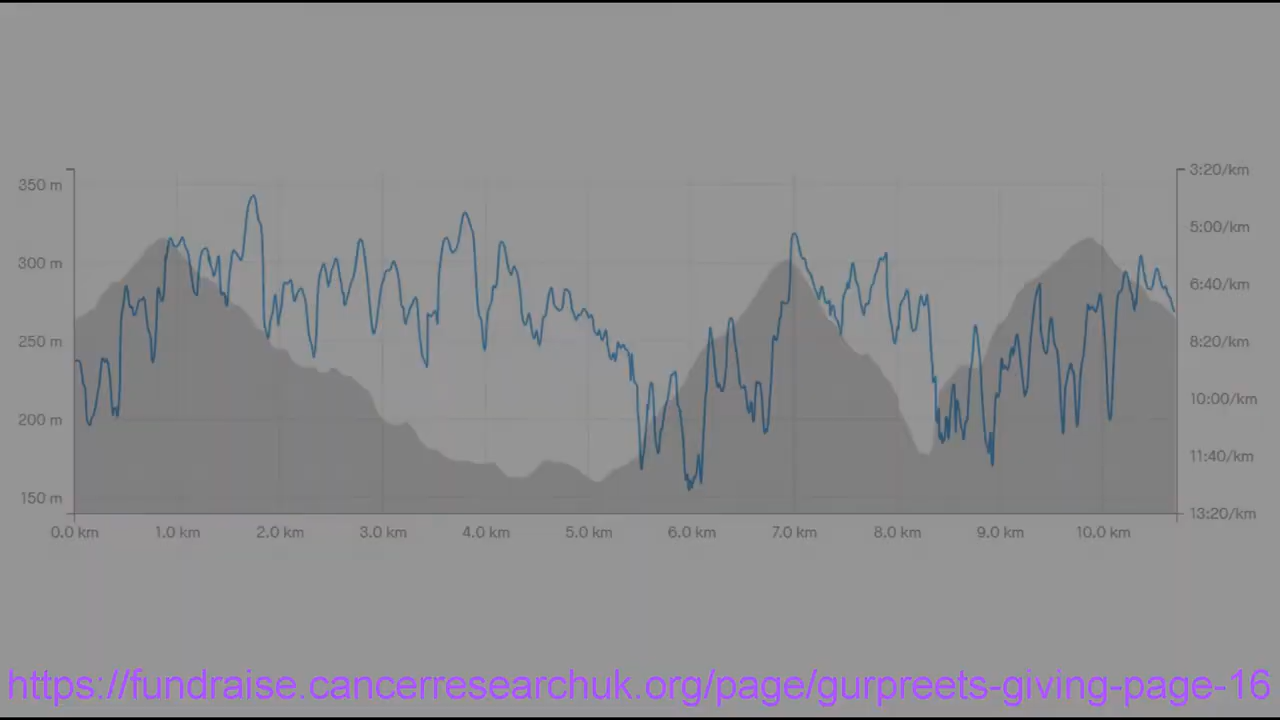 350 m
300 m
250 m
200 m
150 m
3:20/km
5:00/km
6:40/km
8:20/km
10:00/km
11:40/km
13:20/km
0.0 km 1.0 km 2.0 km 3.0 km 4.0 km 5.0 km 6.0 km 7.0 km 8.0 km 9.0 km 10.0 km
https://fundraise.cancerresearchuk.org/page/gurpreets-giving-page-16